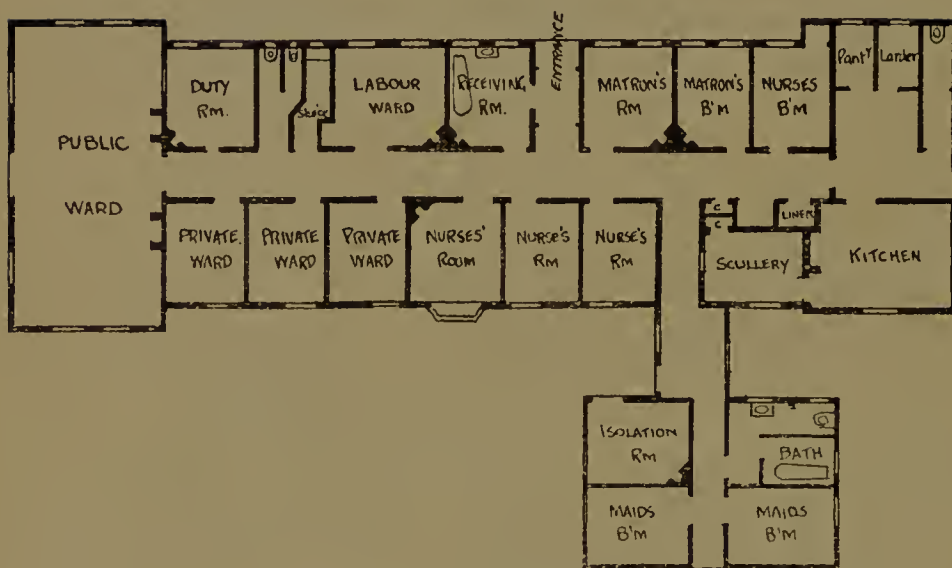 PUBLIC
WARD
DUTY
RM.
LABOUR
WARD
RECEIVING
RM.
ENTRANCE
MATRON'S
RM
MATRON'S
B'M
NURSES
B'M
Pant^Y
Larder
PRIVATE.
WARD
PRIVATE
WARD
PRIVATE
WARD
NURSES'
ROOM
NURSE'S
RM
NURSE'S
RM
C
C
LINEN
SCULLERY
KITCHEN
ISOLATION
RM
BATH
MAIDS
B'M
MAIDS
B'M